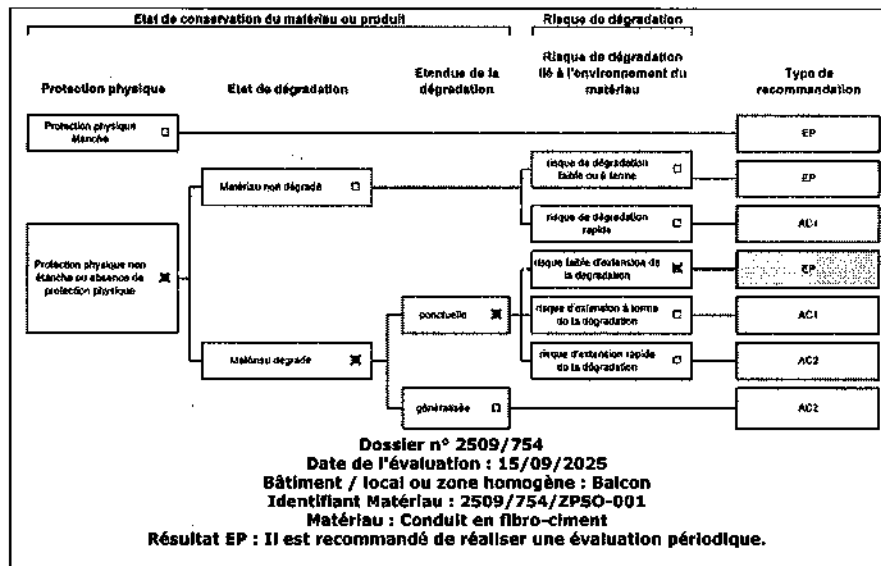 Etat de conservation du matériau ou produit
Risque de dégradation
Protection physique
Etat de dégradation
Etendue de la
dégradation
Risque de dégradation
lié à l'environnement du
matériau
Type de
recommandation
Protection physique
étanche
EP
Matériau non dégradé
risque de dégradation
faible ou à terme
EP
risque de dégradation
rapide
AC1
Protection physique non
étanche ou absence de
protection physique
risque faible d'extension de
la dégradation
EP
ponctuelle
risque d'extension à terme
de la dégradation
AC1
Matériau dégradé
risque d'extension rapide
de la dégradation
AC2
généralisée
AC2
Dossier n° 2509/754
Date de l'évaluation : 15/09/2025
Bâtiment / local ou zone homogène : Balcon
Identifiant Matériau : 2509/754/ZPSO-001
Matériau : Conduit en fibro-ciment
Résultat EP : Il est recommandé de réaliser une évaluation périodique.